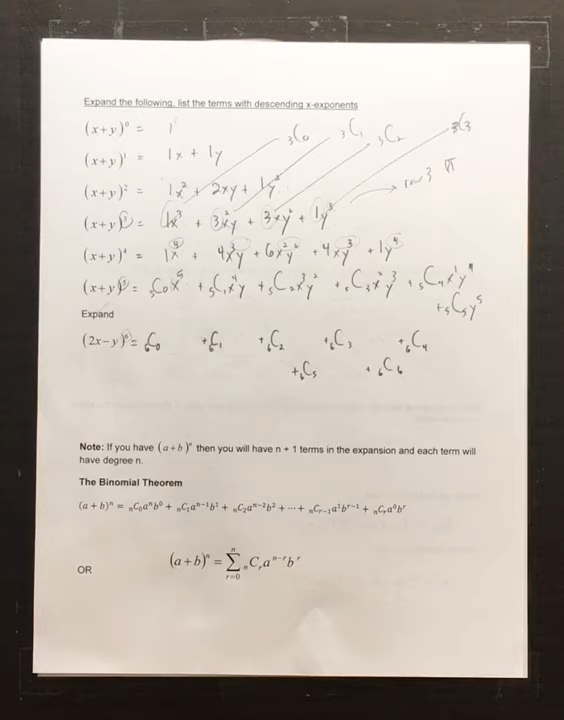 Expand the following, list the terms with descending x-exponents
(x+y)⁰ = 1 ₃C₀ ₃C₁ ₃C₂ ₃C₃
(x+y)¹ = 1x + 1y
(x+y)² = 1x² + 2xy + 1y² row 3
(x+y)³ = 1x³ + 3x²y + 3xy² + 1y³
(x+y)⁴ = 1x⁴ + 4x³y + 6x²y² + 4xy³ + 1y⁴
(x+y)⁵ = ₅C₀x⁵ + ₅C₁x⁴y + ₅C₂x³y² + ₅C₃x²y³ + ₅C₄x¹y⁴
+ ₅C₅y⁵
Expand
(2x−y)⁶ = ₆C₀ + ₆C₁ + ₆C₂ + ₆C₃ + ₆C₄
+ ₆C₅ + ₆C₆
Note: If you have (a+b)ⁿ then you will have n + 1 terms in the expansion and each term will
have degree n.
The Binomial Theorem
(a + b)ⁿ = ₙC₀aⁿb⁰ + ₙC₁aⁿ⁻¹b¹ + ₙC₂aⁿ⁻²b² + ⋯ + ₙCᵣ₋₁a¹bʳ⁻¹ + ₙCᵣa⁰bʳ
OR (a+b)ⁿ = ∑ⁿᵣ₌₀ ₙCᵣaⁿ⁻ʳbʳ